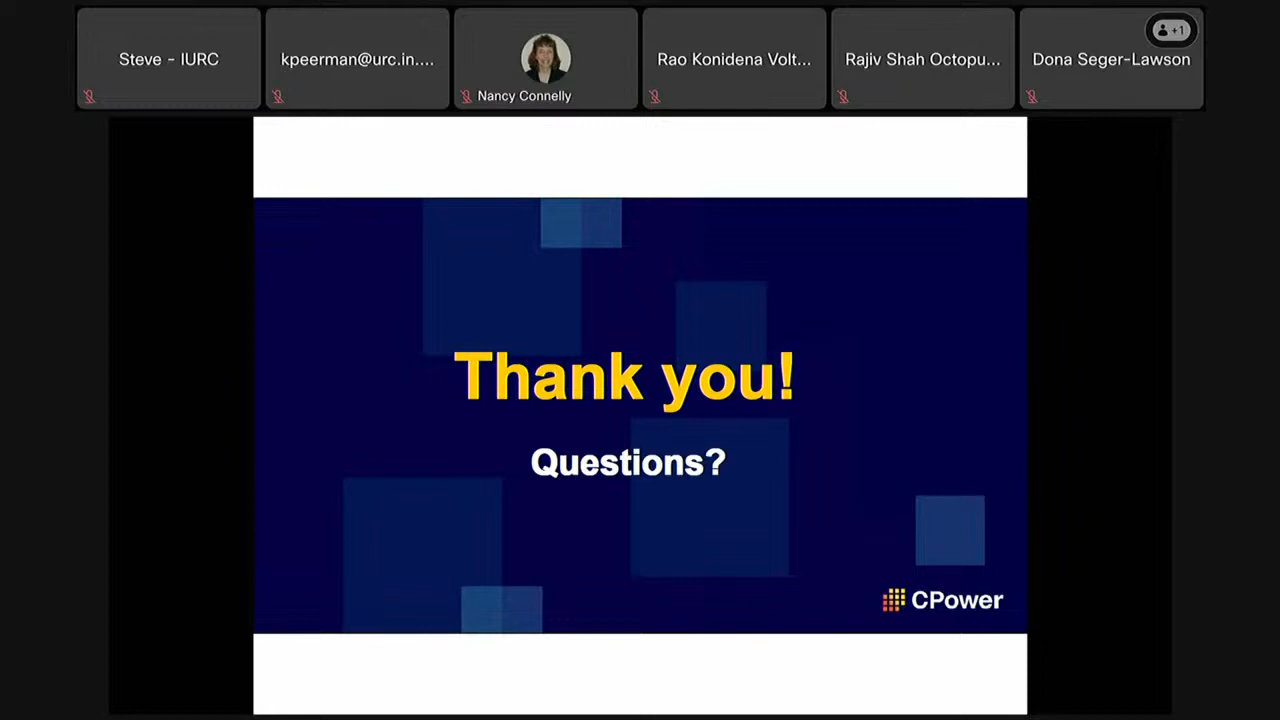 Steve - IURC
kpeerman@urc.in....
Nancy Connelly
Rao Konidena Volt...
Rajiv Shah Octopu...
Dona Seger-Lawson
+1
Thank you!
Questions?
CPower